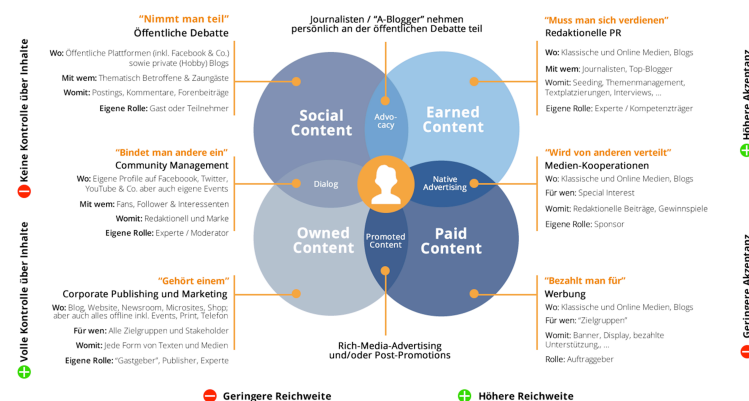 Journalisten / "A-Blogger" nehmen
persönlich an der öffentlichen Debatte teil
"Nimmt man teil"
Öffentliche Debatte
Wo: Öffentliche Plattformen (inkl. Facebook & Co.)
sowie private (Hobby) Blogs
Mit wem: Thematisch Betroffene & Zaungäste
Womit: Postings, Kommentare, Forenbeiträge
Eigene Rolle: Gast oder Teilnehmer
"Muss man sich verdienen"
Redaktionelle PR
Wo: Klassische und Online Medien, Blogs
Mit wem: Journalisten, Top-Blogger
Womit: Seeding, Themenmanagement,
Textplatzierungen, Interviews, ...
Eigene Rolle: Experte / Kompetenzträger
Keine Kontrolle über Inhalte
Höhere Akzeptanz
Social
Content
Advo-
cacy
Earned
Content
"Bindet man andere ein"
Community Management
Wo: Eigene Profile auf Faceboook, Twitter,
YouTube & Co. aber auch eigene Events
Mit wem: Fans, Follower & Interessenten
Womit: Redaktionell und Marke
Eigene Rolle: Experte / Moderator
Dialog
Native
Advertising
"Wird von anderen verteilt"
Medien-Kooperationen
Wo: Klassische und Online Medien, Blogs
Für wen: Special Interest
Womit: Redaktionelle Beiträge, Gewinnspiele
Eigene Rolle: Sponsor
Owned
Content
Promoted
Content
Paid
Content
Volle Kontrolle über Inhalte
Geringere Akzeptanz
"Gehört einem"
Corporate Publishing und Marketing
Wo: Blog, Website, Newsroom, Microsites, Shop;
aber auch alles offline inkl. Events, Print, Telefon
Für wen: Alle Zielgruppen und Stakeholder
Womit: Jede Form von Texten und Medien
Eigene Rolle: "Gastgeber", Publisher, Experte
"Bezahlt man für"
Werbung
Wo: Klassische und Online Medien, Blogs
Für wen: "Zielgruppen"
Womit: Banner, Display, bezahlte
Unterstützung,, ...
Rolle: Auftraggeber
Rich-Media-Advertising
und/oder Post-Promotions
Geringere Reichweite
Höhere Reichweite